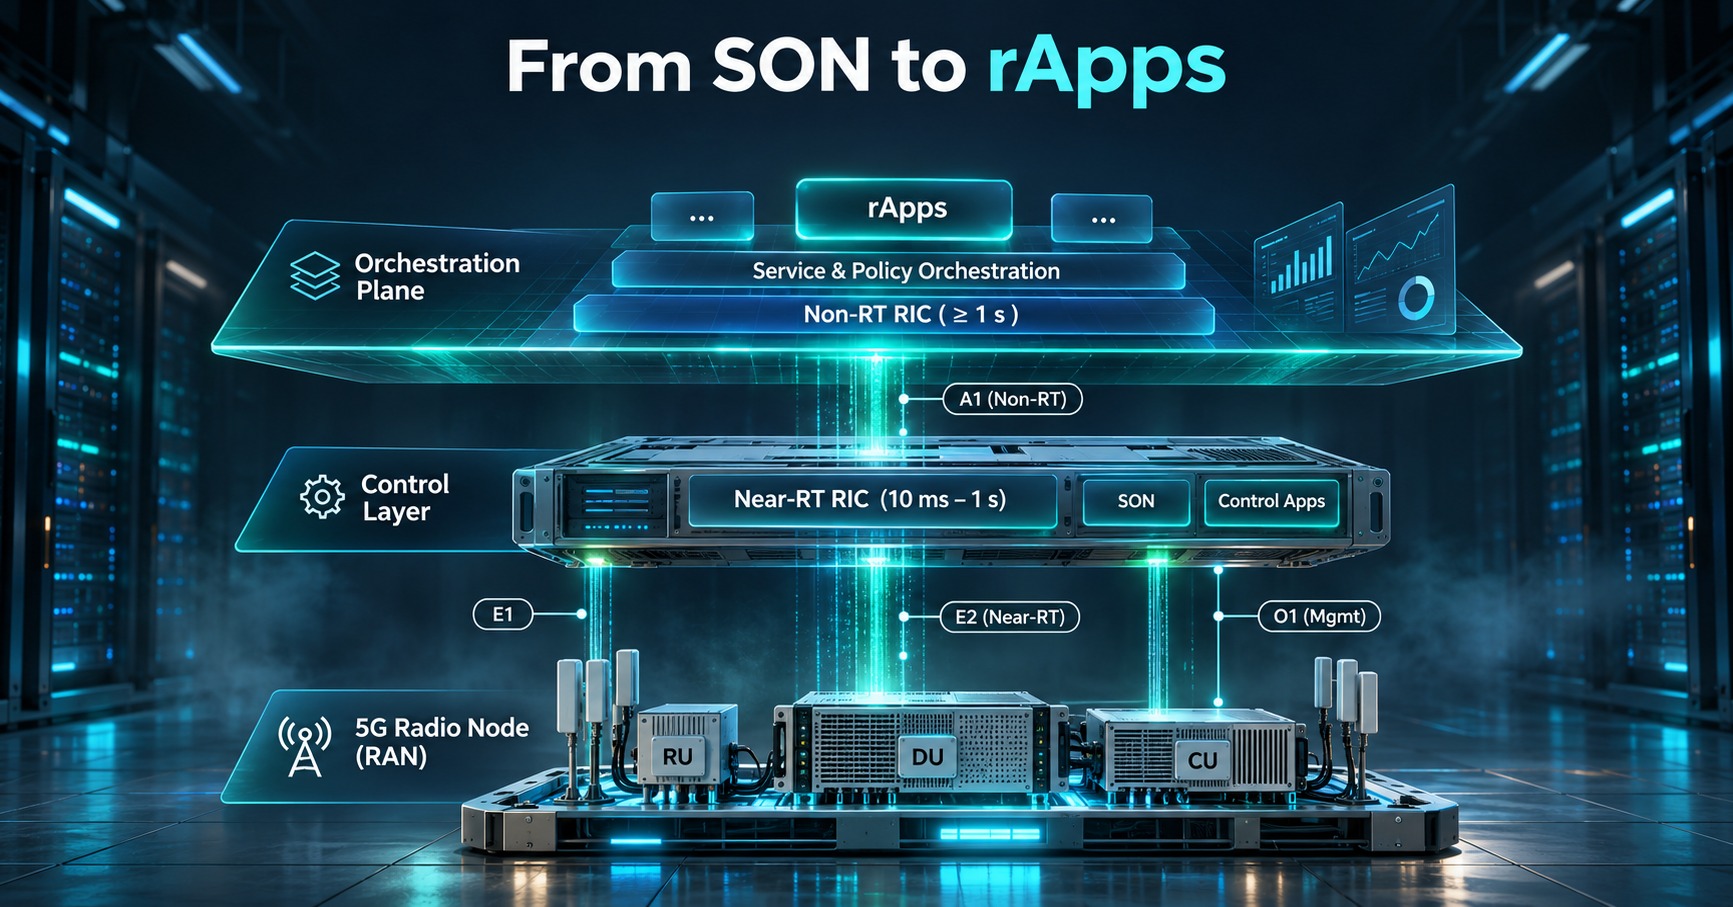 From SON to rApps
...
rApps
...
Orchestration
Plane
Service & Policy Orchestration
Non-RT RIC ( ≥ 1 s )
A1 (Non-RT)
Control
Layer
Near-RT RIC (10 ms – 1 s)
SON
Control Apps
E1
E2 (Near-RT)
O1 (Mgmt)
5G Radio Node
(RAN)
RU
DU
CU